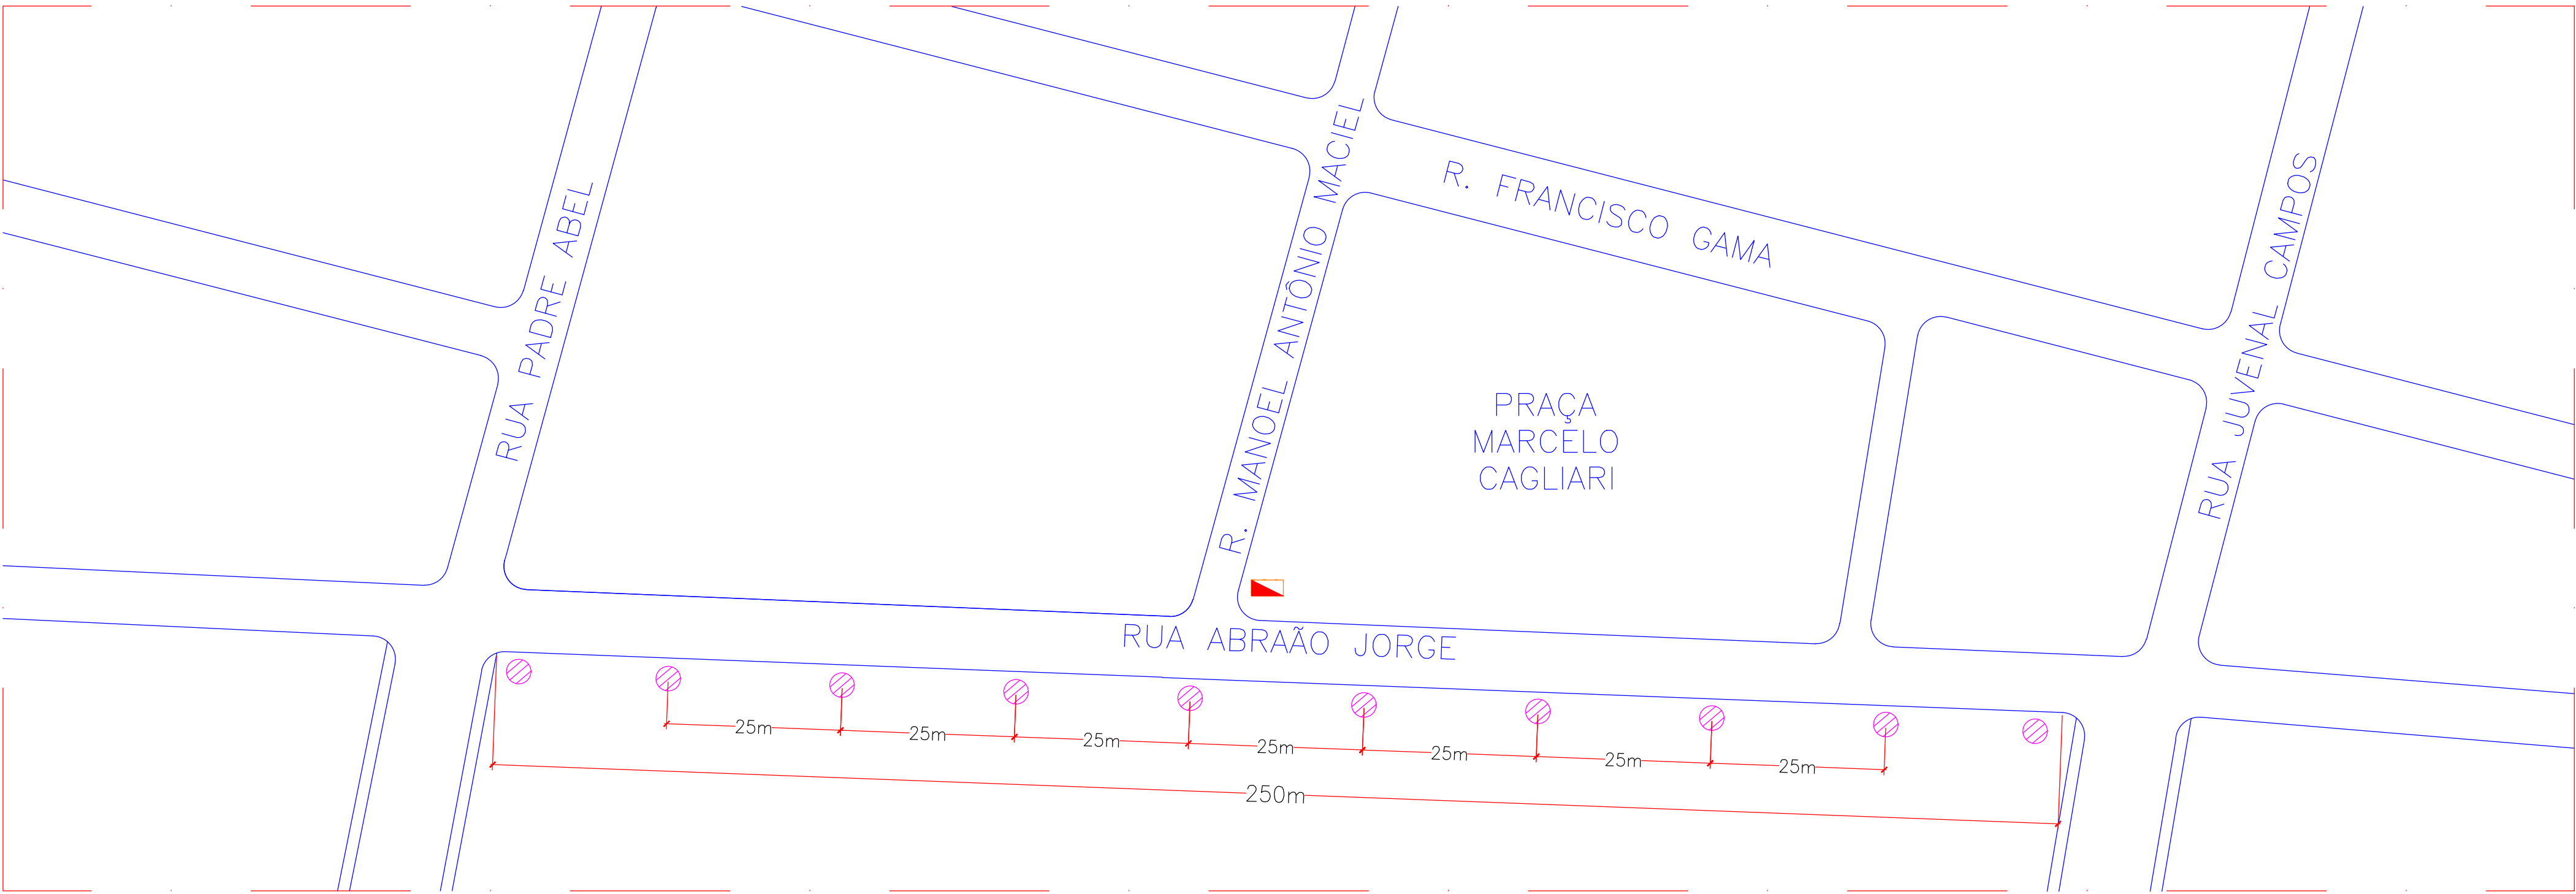 RUA PADRE ABEL
R. MANOEL ANTÔNIO MACIEL
R. FRANCISCO GAMA
RUA JUVENAL CAMPOS
PRAÇA
MARCELO
CAGLIARI
RUA ABRAÃO JORGE
25m
25m
25m
25m
25m
25m
25m
250m